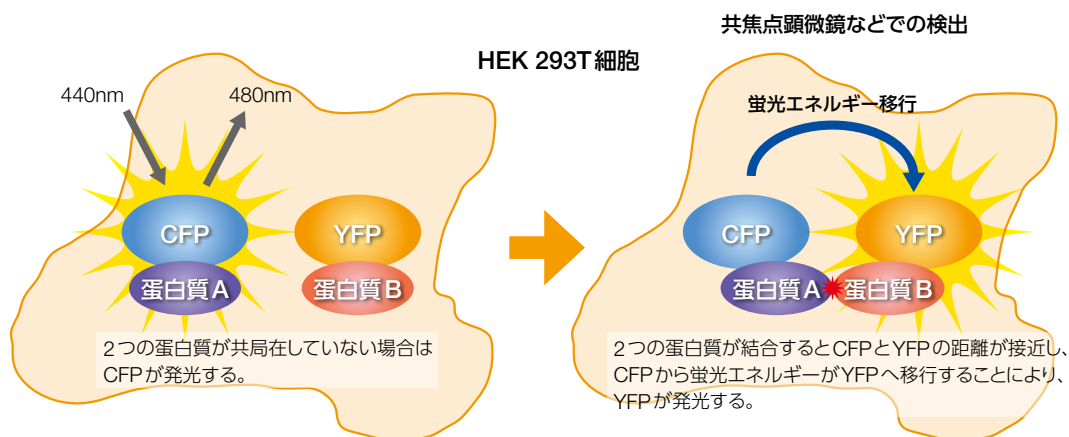 共焦点顕微鏡などでの検出
HEK 293T細胞
440nm
480nm
CFP
YFP
蛋白質A
蛋白質B
2つの蛋白質が共局在していない場合は
CFPが発光する。
蛍光エネルギー移行
CFP
YFP
蛋白質A
蛋白質B
2つの蛋白質が結合するとCFPとYFPの距離が接近し、
CFPから蛍光エネルギーがYFPへ移行することにより、
YFPが発光する。